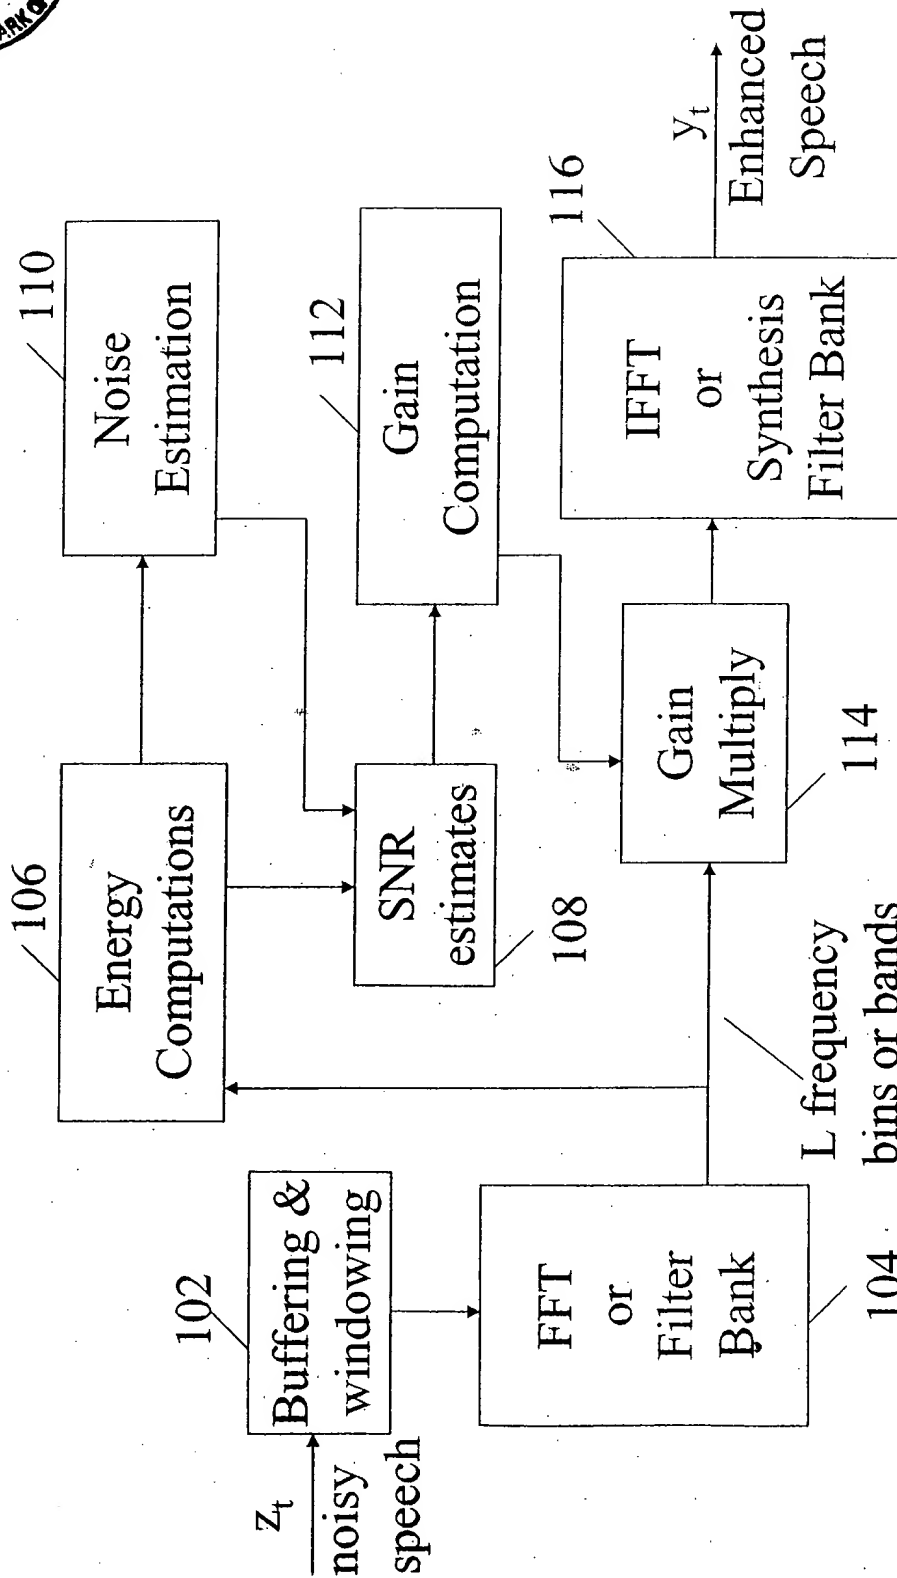 ARK
z_t
noisy
speech
102
Buffering &
windowing
FFT
or
Filter
Bank
104
L frequency
bins or bands
106
Energy
Computations
110
Noise
Estimation
SNR
estimates
108
112
Gain
Computation
Gain
Multiply
114
116
IFFT
or
Synthesis
Filter Bank
y_t
Enhanced
Speech